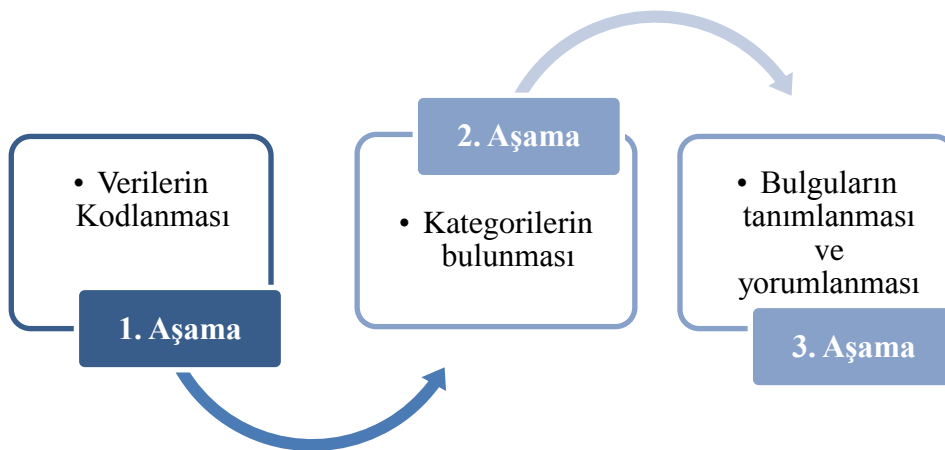 • Verilerin
Kodlanması
1. Aşama
2. Aşama
• Kategorilerin
bulunması
• Bulguların
tanımlanması
ve
yorumlanması
3. Aşama